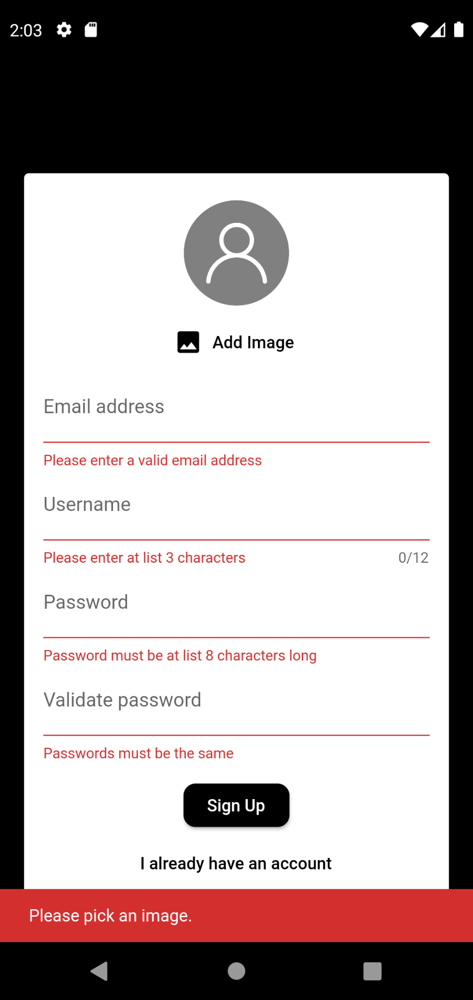 2:03
Add Image
Email address
Please enter a valid email address
Username
Please enter at list 3 characters 0/12
Password
Password must be at list 8 characters long
Validate password
Passwords must be the same
Sign Up
I already have an account
Please pick an image.